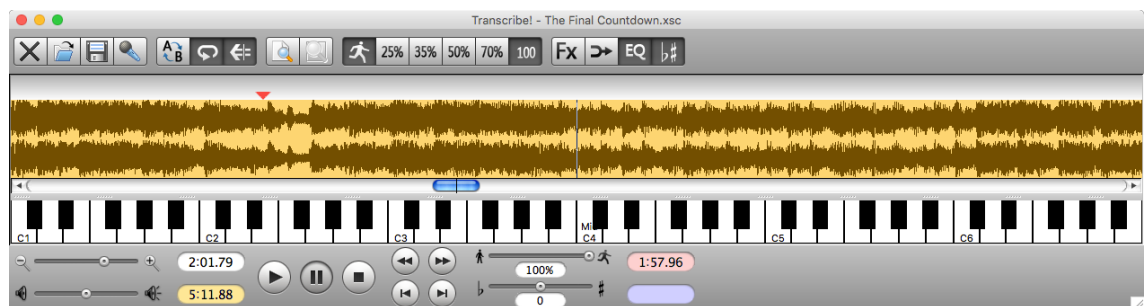 Transcribe! - The Final Countdown.xsc
A B 25% 35% 50% 70% 100 Fx EQ ♭♯
C1 C2 C3 C4 C5 C6
2:01.79 100% 1:57.96
5:11.88 ♭ 0 ♯